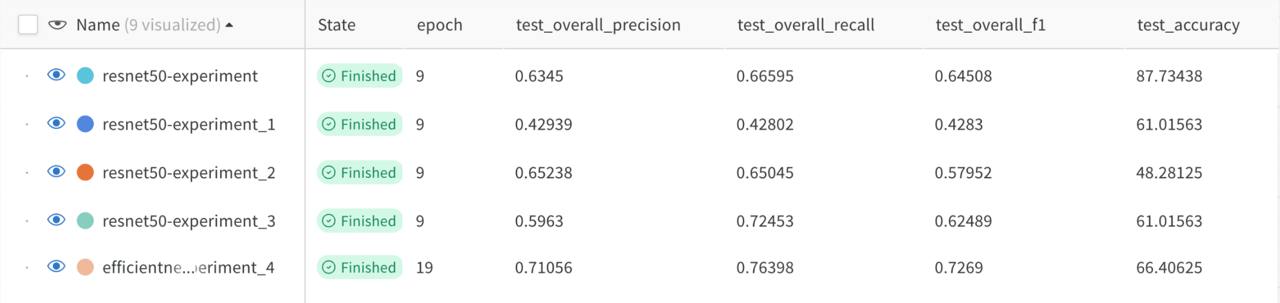 Name (9 visualized) State epoch test_overall_precision test_overall_recall test_overall_f1 test_accuracy
resnet50-experiment Finished 9 0.6345 0.66595 0.64508 87.73438
resnet50-experiment_1 Finished 9 0.42939 0.42802 0.4283 61.01563
resnet50-experiment_2 Finished 9 0.65238 0.65045 0.57952 48.28125
resnet50-experiment_3 Finished 9 0.5963 0.72453 0.62489 61.01563
efficientne...eriment_4 Finished 19 0.71056 0.76398 0.7269 66.40625